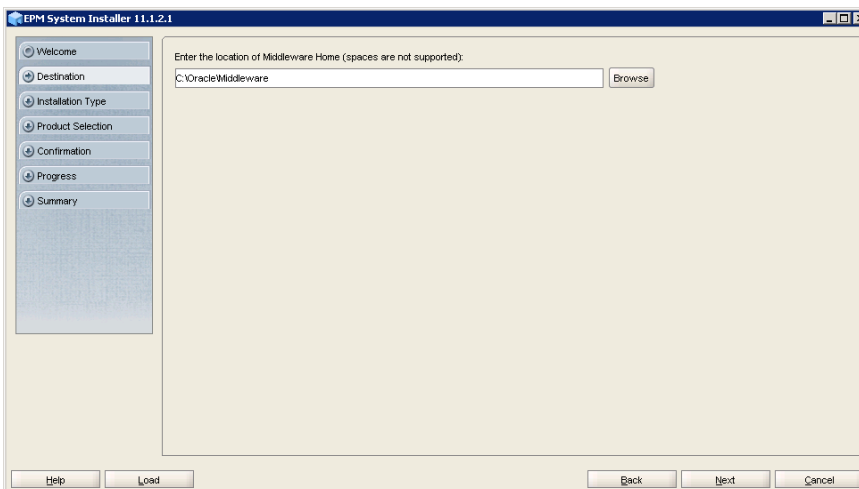 EPM System Installer 11.1.2.1
Welcome
Destination
Installation Type
Product Selection
Confirmation
Progress
Summary
Enter the location of Middleware Home (spaces are not supported):
C:\Oracle\Middleware
Browse
Help
Load
Back
Next
Cancel